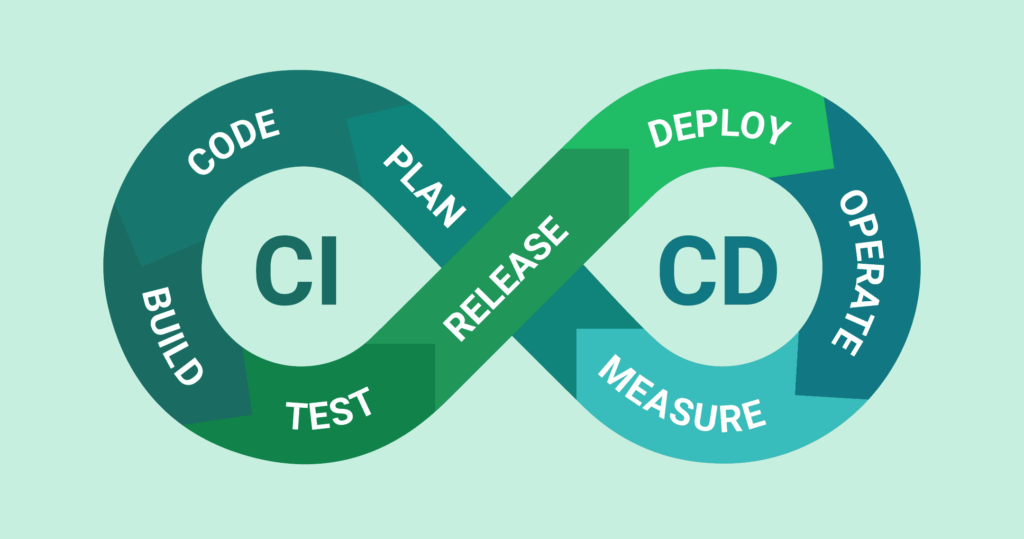 CODE
PLAN
BUILD
TEST
RELEASE
DEPLOY
OPERATE
MEASURE
CI
CD